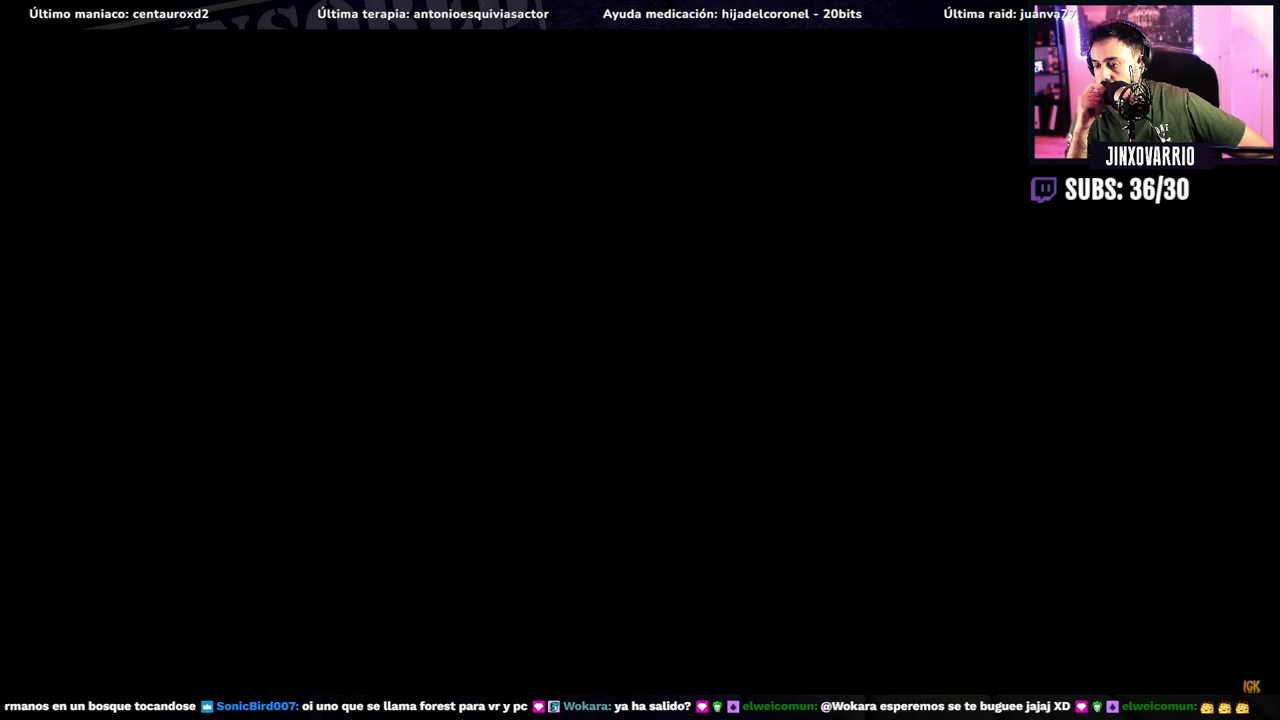 Último maniaco: centauroxd2
Última terapia: antonioesquiviasactor
Ayuda medicación: hijadelcoronel - 20bits
Última raid: juanva77
JINXOVARRIO
SUBS: 36/30
IGK
rmanos en un bosque tocandose SonicBird007: oi uno que se llama forest para vr y pc Wokara: ya ha salido? elweicomun: @Wokara esperemos se te buguee jajaj XD elweicomun: